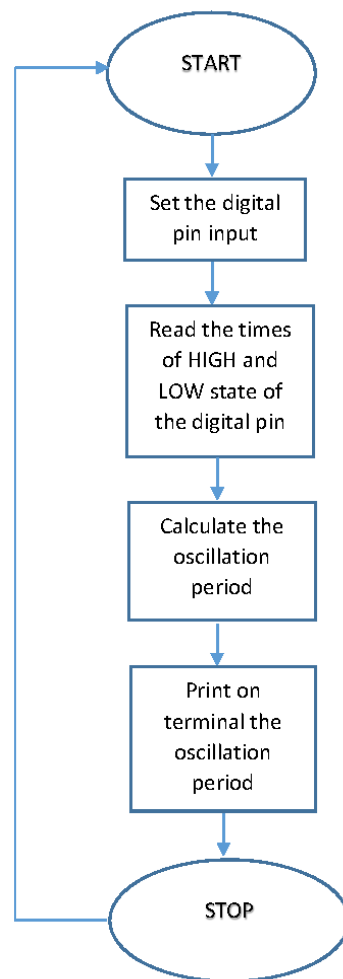 START
Set the digital
pin input
Read the times
of HIGH and
LOW state of
the digital pin
Calculate the
oscillation
period
Print on
terminal the
oscillation
period
STOP